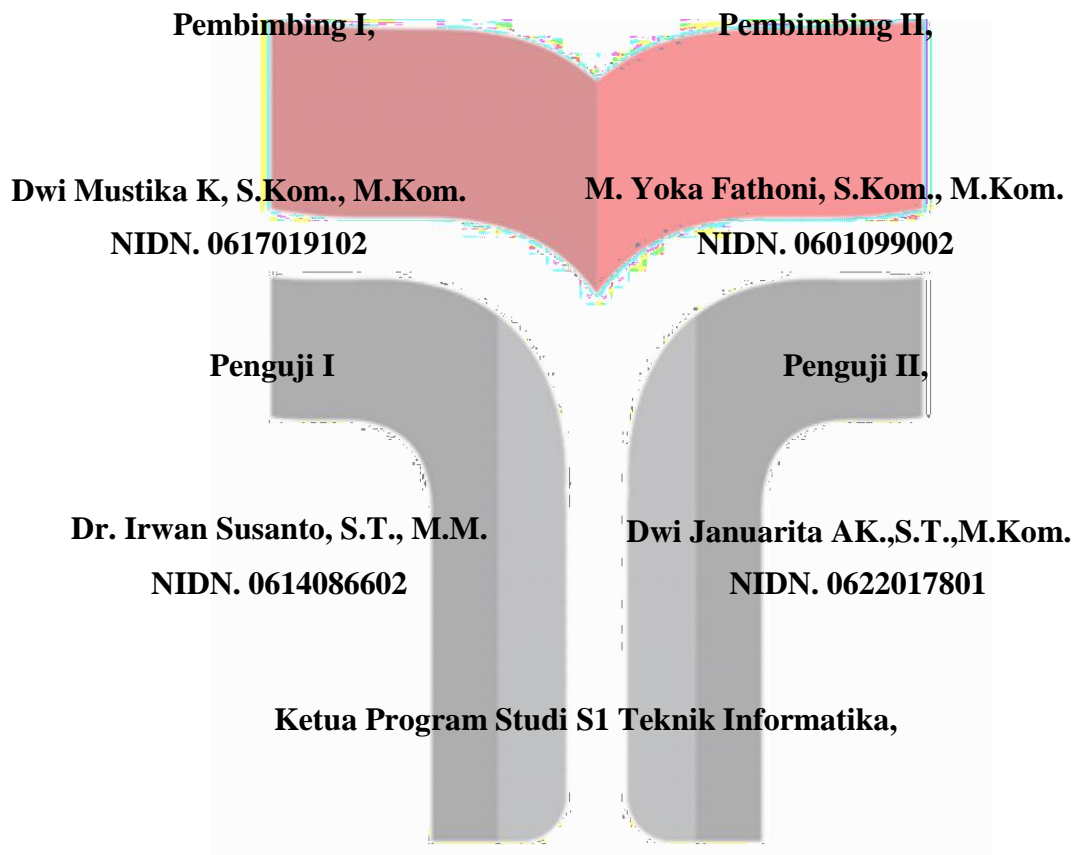 Pembimbing I,
Pembimbing II,
Dwi Mustika K, S.Kom., M.Kom.
NIDN. 0617019102
M. Yoka Fathoni, S.Kom., M.Kom.
NIDN. 0601099002
Penguji I
Penguji II,
Dr. Irwan Susanto, S.T., M.M.
NIDN. 0614086602
Dwi Januarita AK.,S.T.,M.Kom.
NIDN. 0622017801
Ketua Program Studi S1 Teknik Informatika,